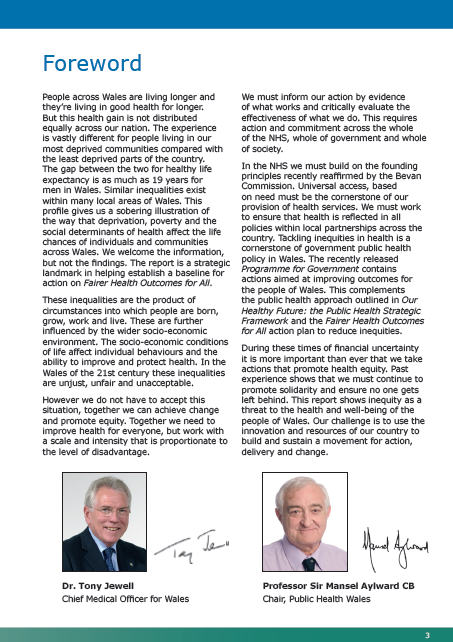 Foreword
People across Wales are living longer and
they're living in good health for longer.
But this health gain is not distributed
equally across our nation. The experience
is vastly different for people living in our
most deprived communities compared with
the least deprived parts of the country.
The gap between the two for healthy life
expectancy is as much as 19 years for
men in Wales. Similar inequalities exist
within many local areas of Wales. This
profile gives us a sobering illustration of
the way that deprivation, poverty and the
social determinants of health affect the life
chances of individuals and communities
across Wales. We welcome the information,
but not the findings. The report is a strategic
landmark in helping establish a baseline for
action on Fairer Health Outcomes for All.
These inequalities are the product of
circumstances into which people are born,
grow, work and live. These are further
influenced by the wider socio-economic
environment. The socio-economic conditions
of life affect individual behaviours and the
ability to improve and protect health. In the
Wales of the 21st century these inequalities
are unjust, unfair and unacceptable.
However we do not have to accept this
situation, together we can achieve change
and promote equity. Together we need to
improve health for everyone, but work with
a scale and intensity that is proportionate to
the level of disadvantage.
We must inform our action by evidence
of what works and critically evaluate the
effectiveness of what we do. This requires
action and commitment across the whole
of the NHS, whole of government and whole
of society.
In the NHS we must build on the founding
principles recently reaffirmed by the Bevan
Commission. Universal access, based
on need must be the cornerstone of our
provision of health services. We must work
to ensure that health is reflected in all
policies within local partnerships across the
country. Tackling inequities in health is a
cornerstone of government public health
policy in Wales. The recently released
Programme for Government contains
actions aimed at improving outcomes for
the people of Wales. This complements
the public health approach outlined in Our
Healthy Future: the Public Health Strategic
Framework and the Fairer Health Outcomes
for All action plan to reduce inequities.
During these times of financial uncertainty
it is more important than ever that we take
actions that promote health equity. Past
experience shows that we must continue to
promote solidarity and ensure no one gets
left behind. This report shows inequity as a
threat to the health and well-being of the
people of Wales. Our challenge is to use the
innovation and resources of our country to
build and sustain a movement for action,
delivery and change.
Tony Jewell
Mansel Aylward
Dr. Tony Jewell
Chief Medical Officer for Wales
Professor Sir Mansel Aylward CB
Chair, Public Health Wales
3